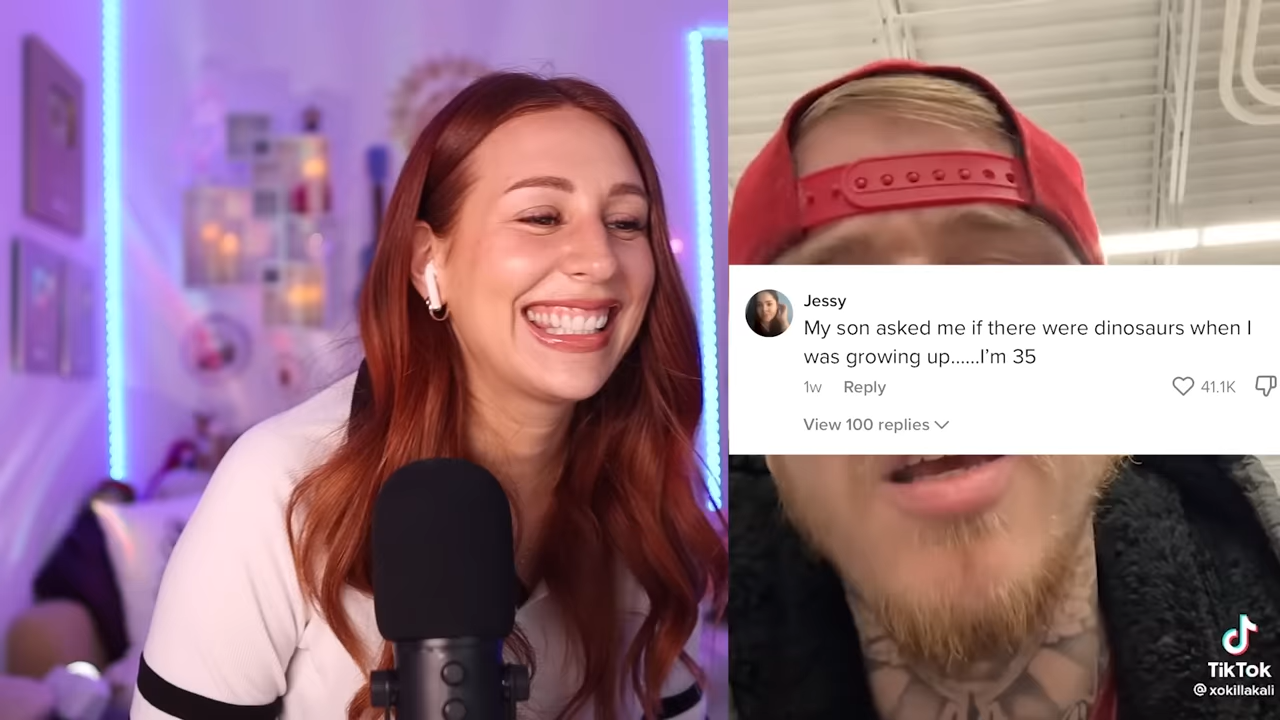 Jessy
My son asked me if there were dinosaurs when I
was growing up......I'm 35
1w Reply 41.1K
View 100 replies
TikTok
@xokillakali